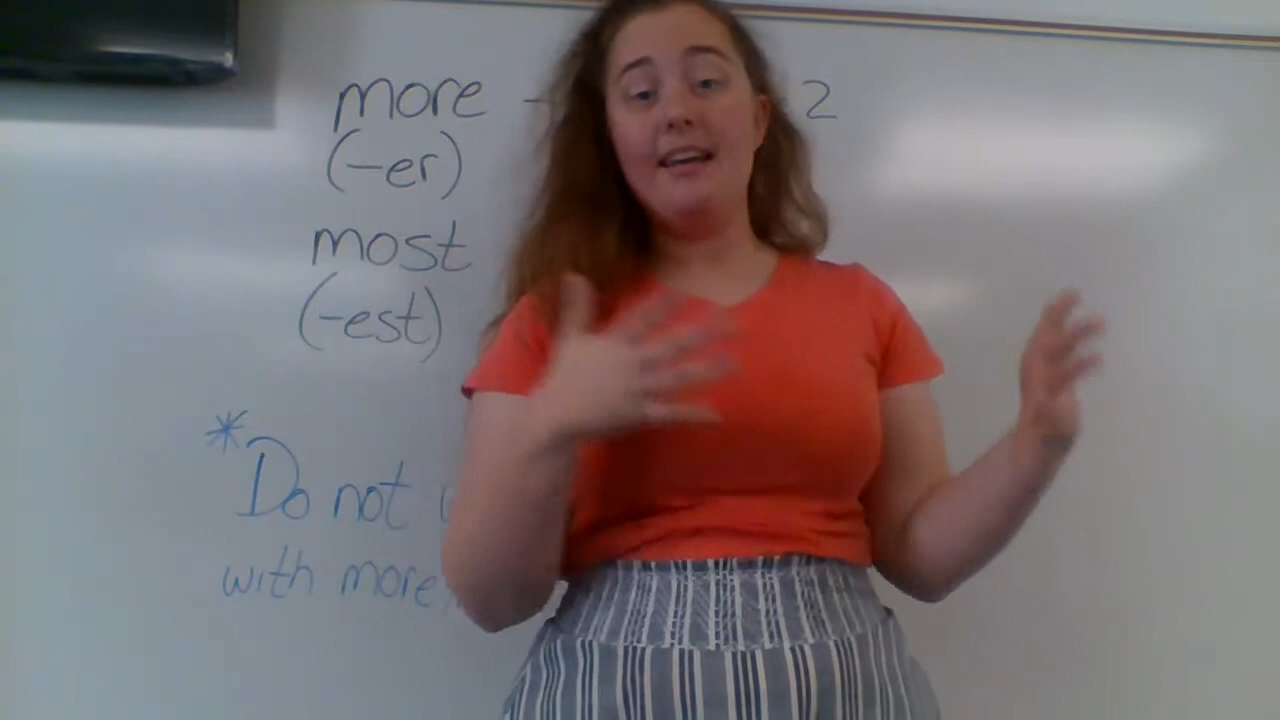 more - 2
(-er)
most
(-est)
* Do not
with more